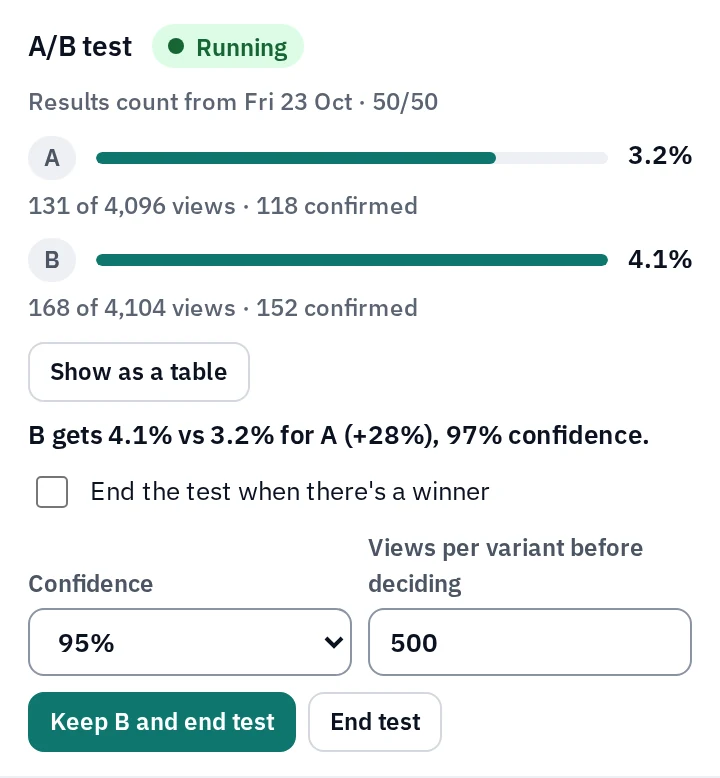 A/B test
Running
Results count from Fri 23 Oct · 50/50
A
3.2%
131 of 4,096 views · 118 confirmed
B
4.1%
168 of 4,104 views · 152 confirmed
Show as a table
B gets 4.1% vs 3.2% for A (+28%), 97% confidence.
End the test when there's a winner
Confidence
Views per variant before
deciding
95%
500
Keep B and end test
End test